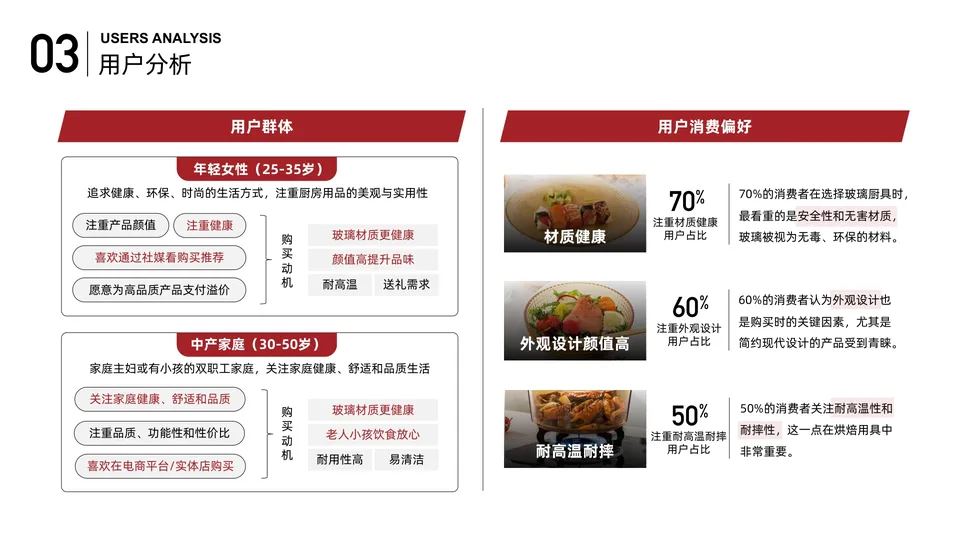 03
USERS ANALYSIS
用户分析
用户群体
年轻女性（25-35岁）
追求健康、环保、时尚的生活方式，注重厨房用品的美观与实用性
注重产品颜值
注重健康
喜欢通过社媒看购买推荐
愿意为高品质产品支付溢价
购买动机
玻璃材质更健康
颜值高提升品味
耐高温
送礼需求
中产家庭（30-50岁）
家庭主妇或有小孩的双职工家庭，关注家庭健康、舒适和品质生活
关注家庭健康、舒适和品质
注重品质、功能性和性价比
喜欢在电商平台/实体店购买
购买动机
玻璃材质更健康
老人小孩饮食放心
耐用性高
易清洁
用户消费偏好
材质健康
70%
注重材质健康
用户占比
70%的消费者在选择玻璃厨具时，
最看重的是安全性和无害材质，
玻璃被视为无毒、环保的材料。
外观设计颜值高
60%
注重外观设计
用户占比
60%的消费者认为外观设计也
是购买时的关键因素，尤其是
简约现代设计的产品受到青睐。
耐高温耐摔
50%
注重耐高温耐摔
用户占比
50%的消费者关注耐高温性和
耐摔性，这一点在烘焙用具中
非常重要。